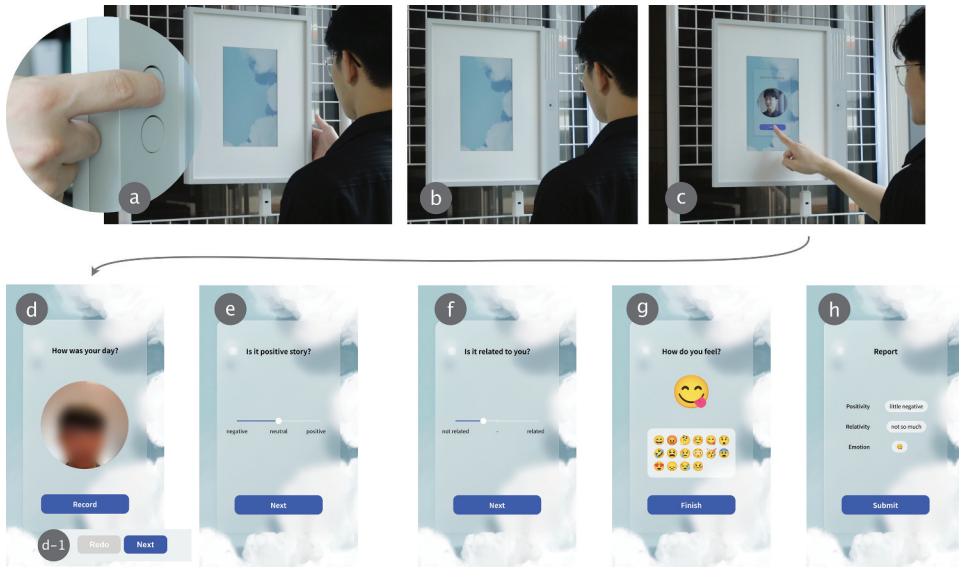 a
b
c
d
How was your day?
Record
d-1
Redo
Next
e
Is it positive story?
negative
neutral
positive
Next
f
Is it related to you?
not related
-
related
Next
g
How do you feel?
Finish
h
Report
Positivity
little negative
Relativity
not so much
Emotion
Submit